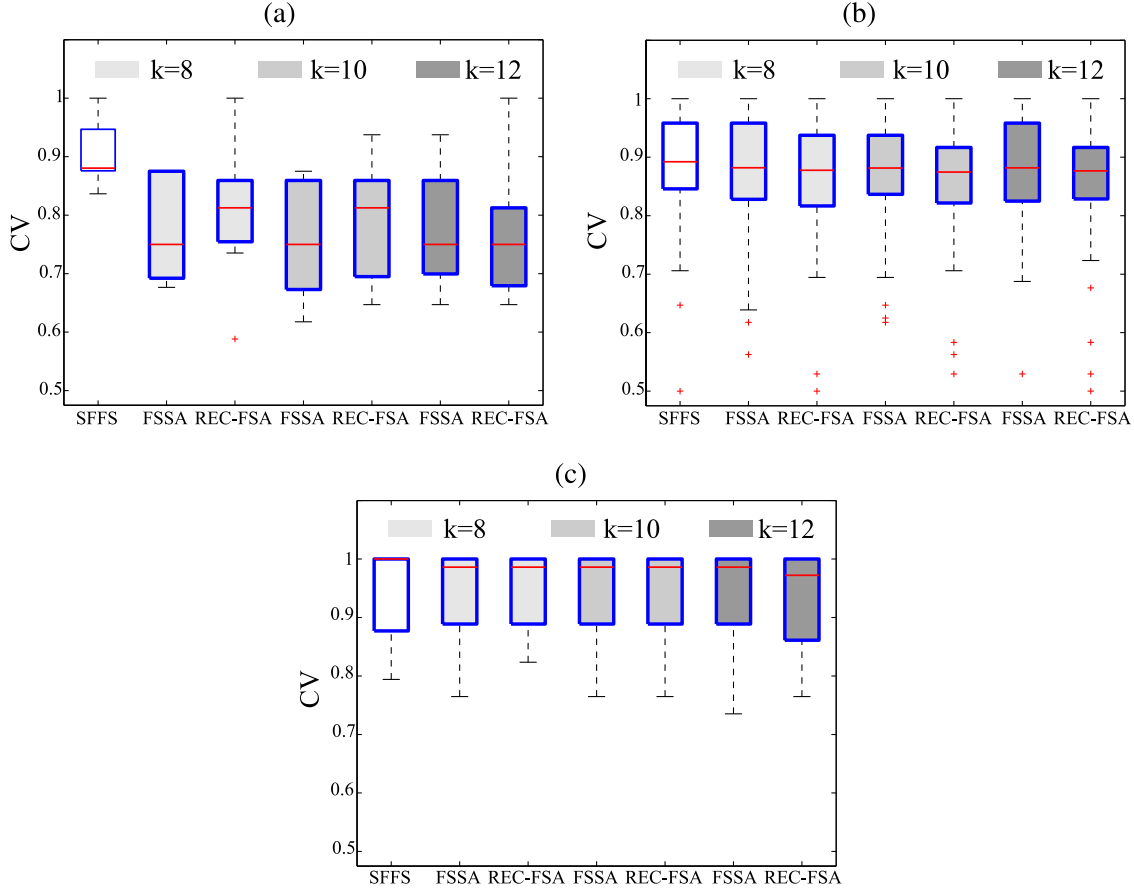 (a)
k=8 k=10 k=12
1
0.9
0.8
0.7
0.6
0.5
CV
SFFS FSSA REC-FSA FSSA REC-FSA FSSA REC-FSA
(b)
k=8 k=10 k=12
1
0.9
0.8
0.7
0.6
0.5
CV
SFFS FSSA REC-FSA FSSA REC-FSA FSSA REC-FSA
(c)
k=8 k=10 k=12
1
0.9
0.8
0.7
0.6
0.5
CV
SFFS FSSA REC-FSA FSSA REC-FSA FSSA REC-FSA